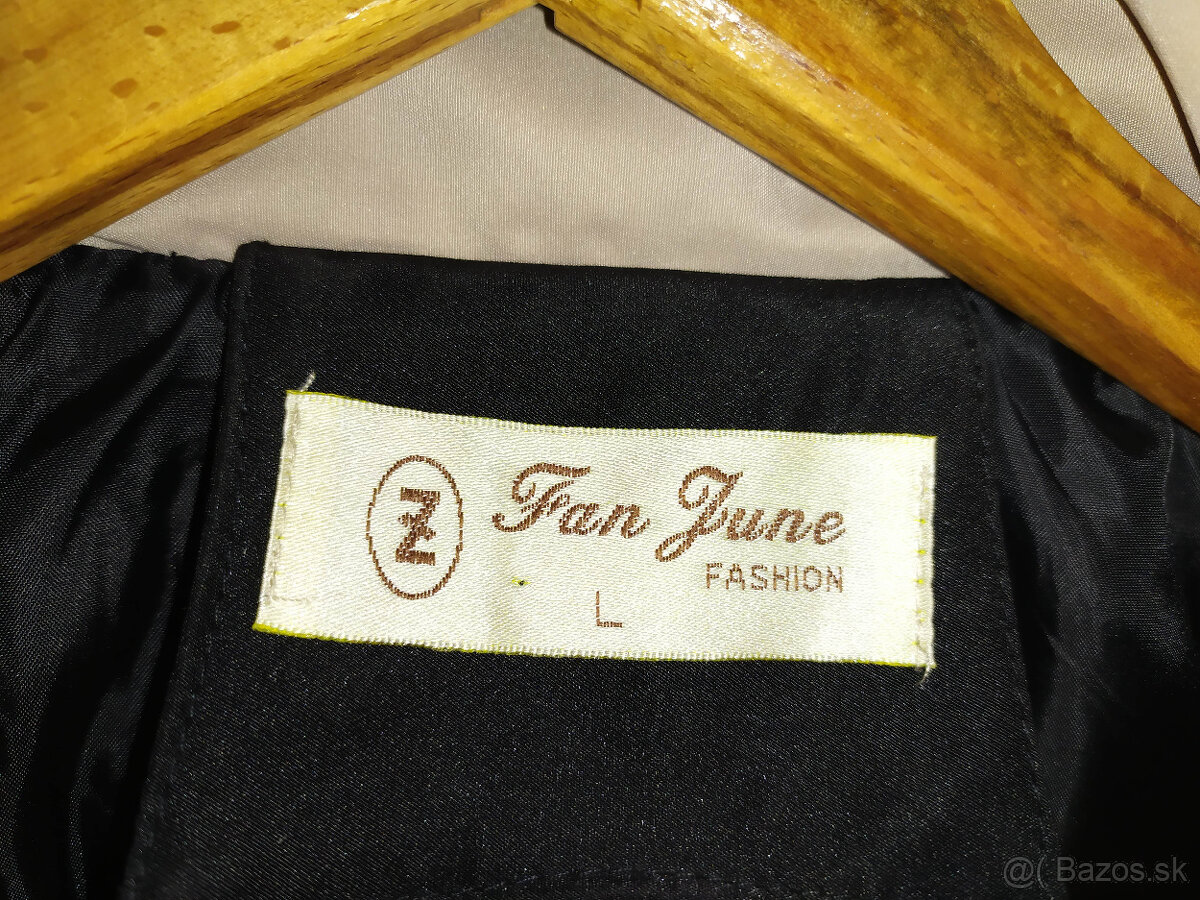 Z Fan June
FASHION
L
@( Bazos.sk